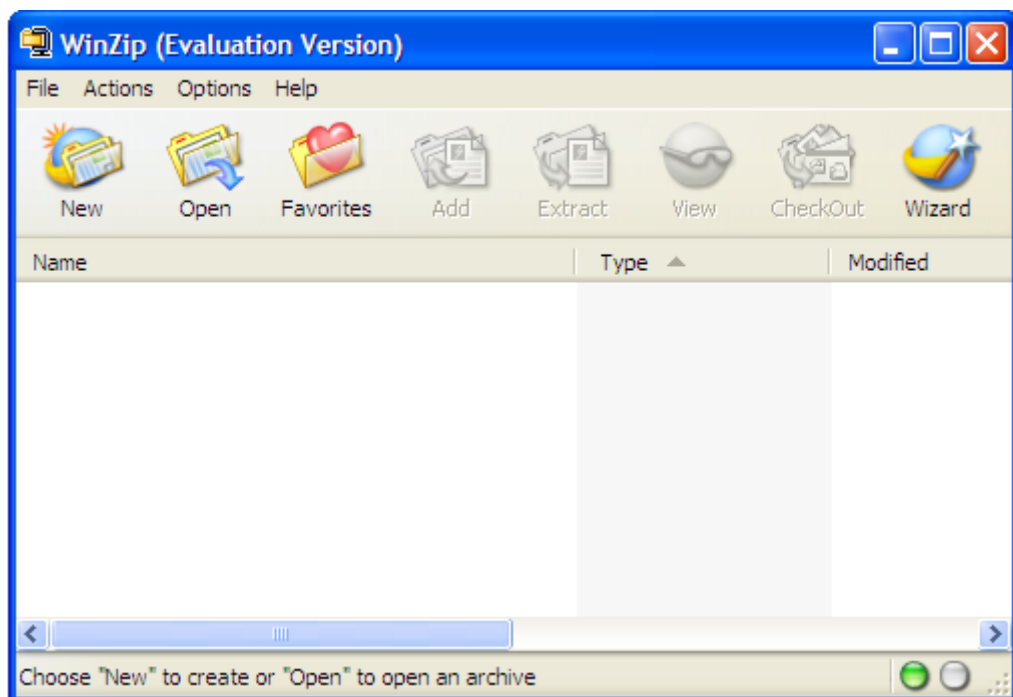 WinZip (Evaluation Version)
File Actions Options Help
New Open Favorites Add Extract View CheckOut Wizard
Name Type Modified
Choose "New" to create or "Open" to open an archive